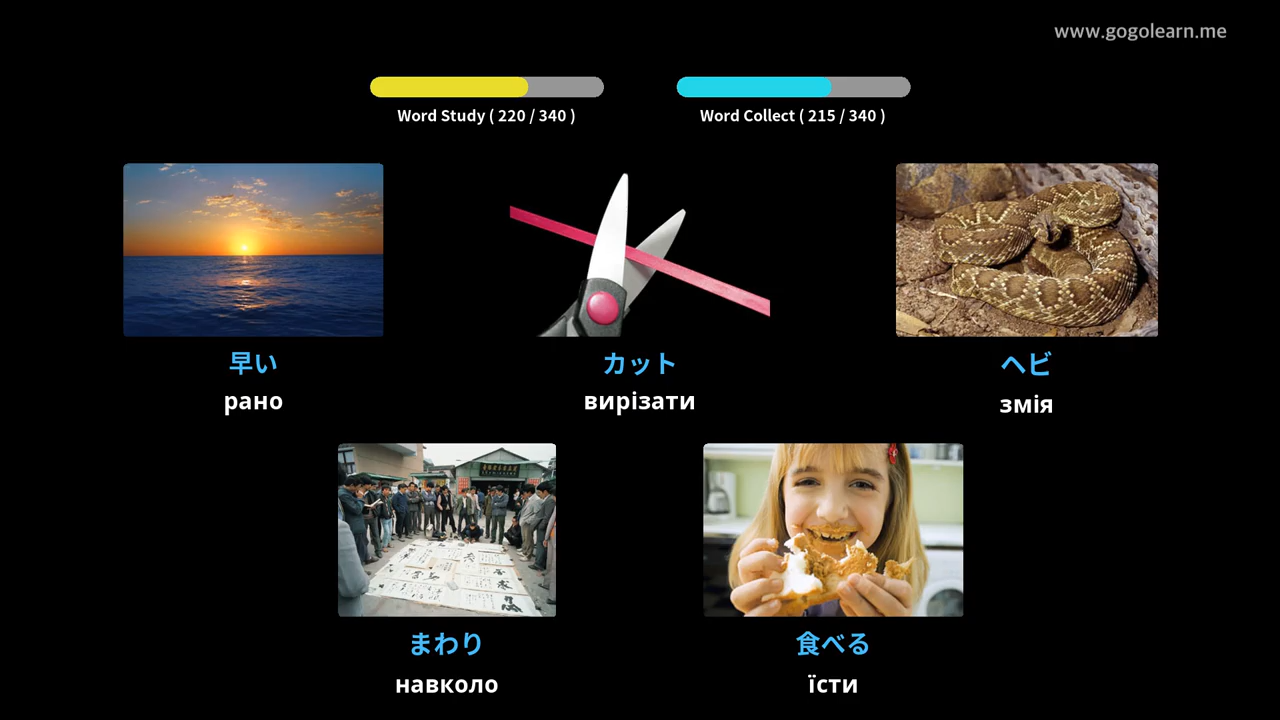 www.gogolearn.me
Word Study ( 220 / 340 )
Word Collect ( 215 / 340 )
早い
рано
カット
вирізати
ヘビ
змія
まわり
навколо
食べる
їсти